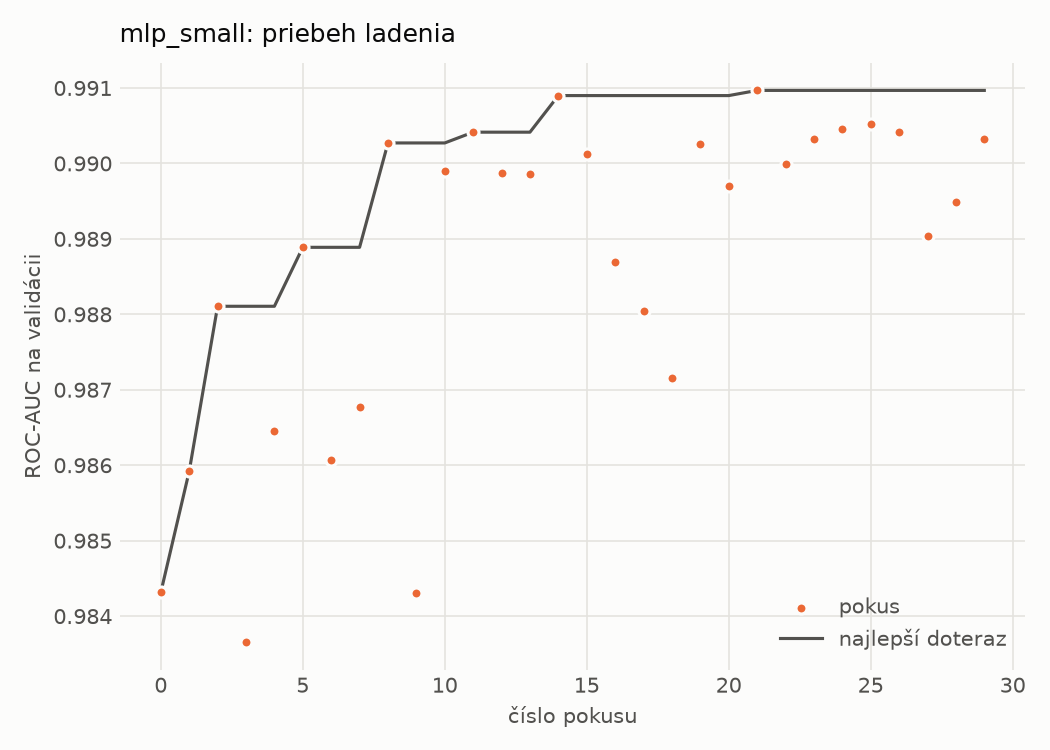 mlp_small: priebeh ladenia
ROC-AUC na validácii
0.991
0.990
0.989
0.988
0.987
0.986
0.985
0.984
pokus
najlepší doteraz
0 5 10 15 20 25 30
číslo pokusu